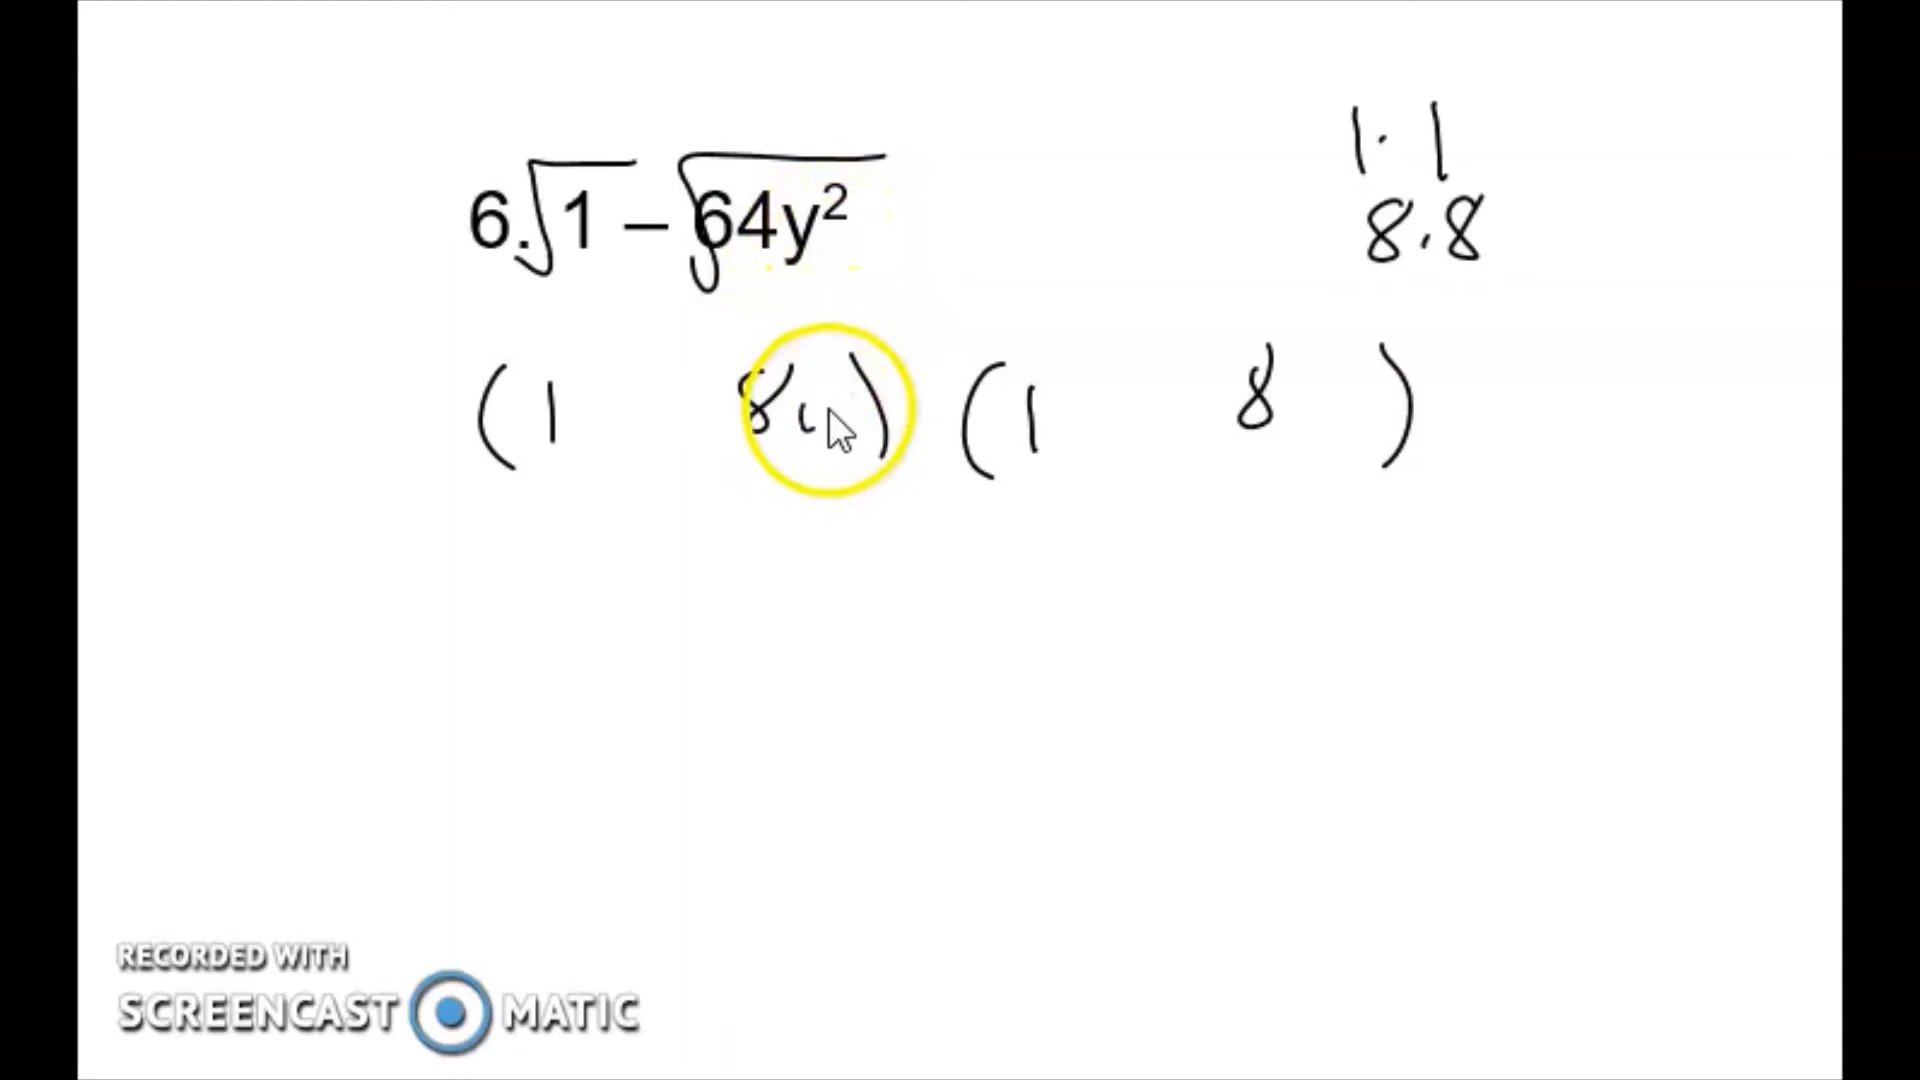 6. √1 – √64y²
1 · 1
8 . 8
(1 8 ) (1 8 )
RECORDED WITH
SCREENCAST MATIC